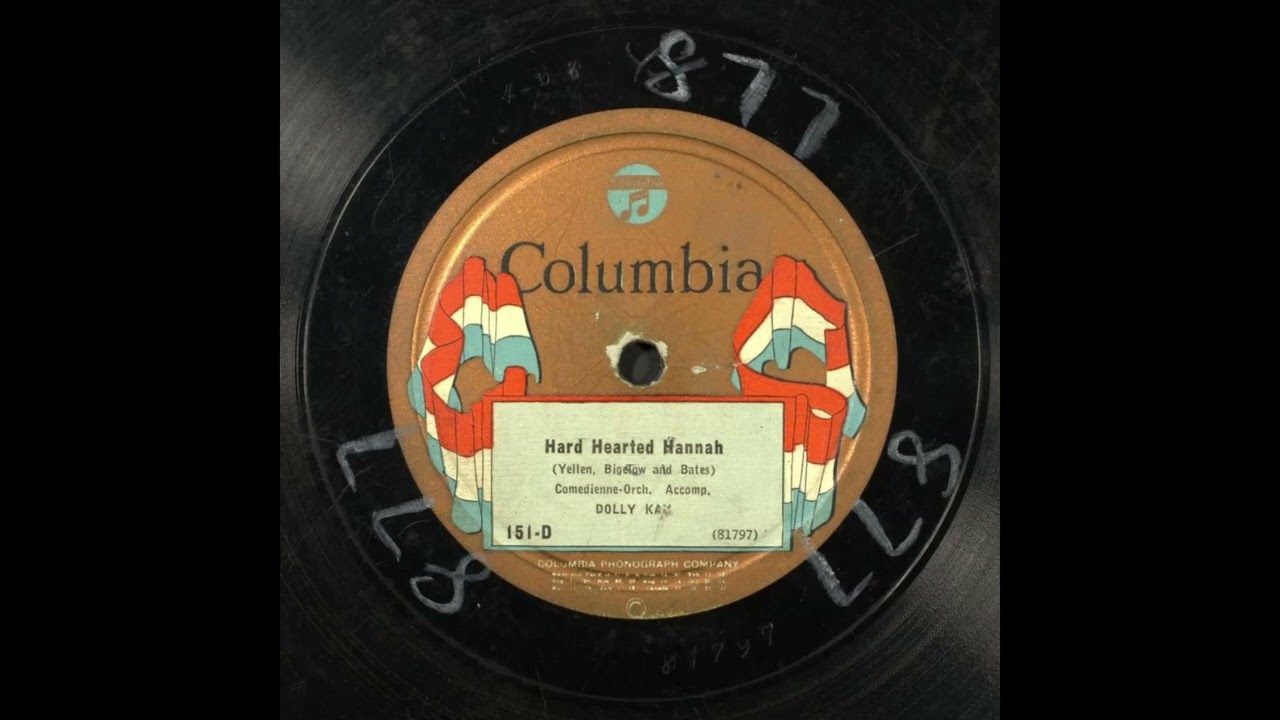 877
Columbia
Hard Hearted Hannah
(Yellen, Bigelow and Bates)
Comedienne-Orch. Accomp.
DOLLY KAY
151-D (81797)
COLUMBIA PHONOGRAPH COMPANY
©
877
877
81797